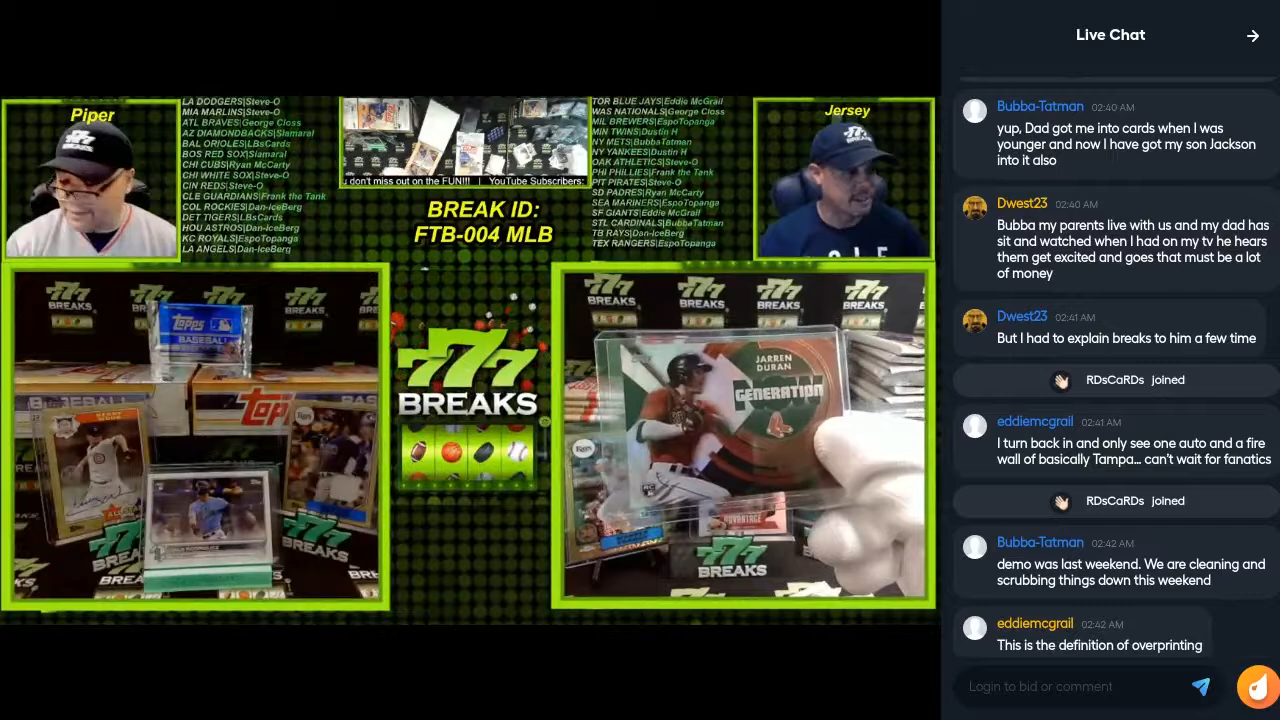 Piper
LA DODGERS|Steve-O
MIA MARLINS|Steve-O
ATL BRAVES|George Closs
AZ DIAMONDBACKS|Slamaral
BAL ORIOLES|LBsCards
BOS RED SOX|Slamaral
CHI CUBS|Ryan McCarty
CHI WHITE SOX|Steve-O
CIN REDS|Steve-O
CLE GUARDIANS|Frank the Tank
COL ROCKIES|Dan-IceBerg
DET TIGERS|LBsCards
HOU ASTROS|Dan-IceBerg
KC ROYALS|EspoTopanga
LA ANGELS|Dan-IceBerg
don't miss out on the FUN!!! | YouTube Subscribers:
BREAK ID:
FTB-004 MLB
TOR BLUE JAYS|Eddie McGrail
WAS NATIONALS|George Closs
MIL BREWERS|EspoTopanga
MIN TWINS|Dustin H
NY METS|BubbaTatman
NY YANKEES|Dustin H
OAK ATHLETICS|Steve-O
PHI PHILLIES|Frank the Tank
PIT PIRATES|Steve-O
SD PADRES|Ryan McCarty
SEA MARINERS|EspoTopanga
SF GIANTS|Eddie McGrail
STL CARDINALS|BubbaTatman
TB RAYS|Dan-IceBerg
TEX RANGERS|EspoTopanga
Jersey
777
BREAKS
Topps
BASEBALL
777
BREAKS
JARREN
DURAN
GENERATION
777
BREAKS
Live Chat
Bubba-Tatman 02:40 AM
yup, Dad got me into cards when I was
younger and now I have got my son Jackson
into it also
Dwest23 02:40 AM
Bubba my parents live with us and my dad has
sit and watched when I had on my tv he hears
them get excited and goes that must be a lot
of money
Dwest23 02:41 AM
But I had to explain breaks to him a few time
RDsCaRDs joined
eddiemcgrail 02:41 AM
I turn back in and only see one auto and a fire
wall of basically Tampa... can't wait for fanatics
RDsCaRDs joined
Bubba-Tatman 02:42 AM
demo was last weekend. We are cleaning and
scrubbing things down this weekend
eddiemcgrail 02:42 AM
This is the definition of overprinting
Login to bid or comment